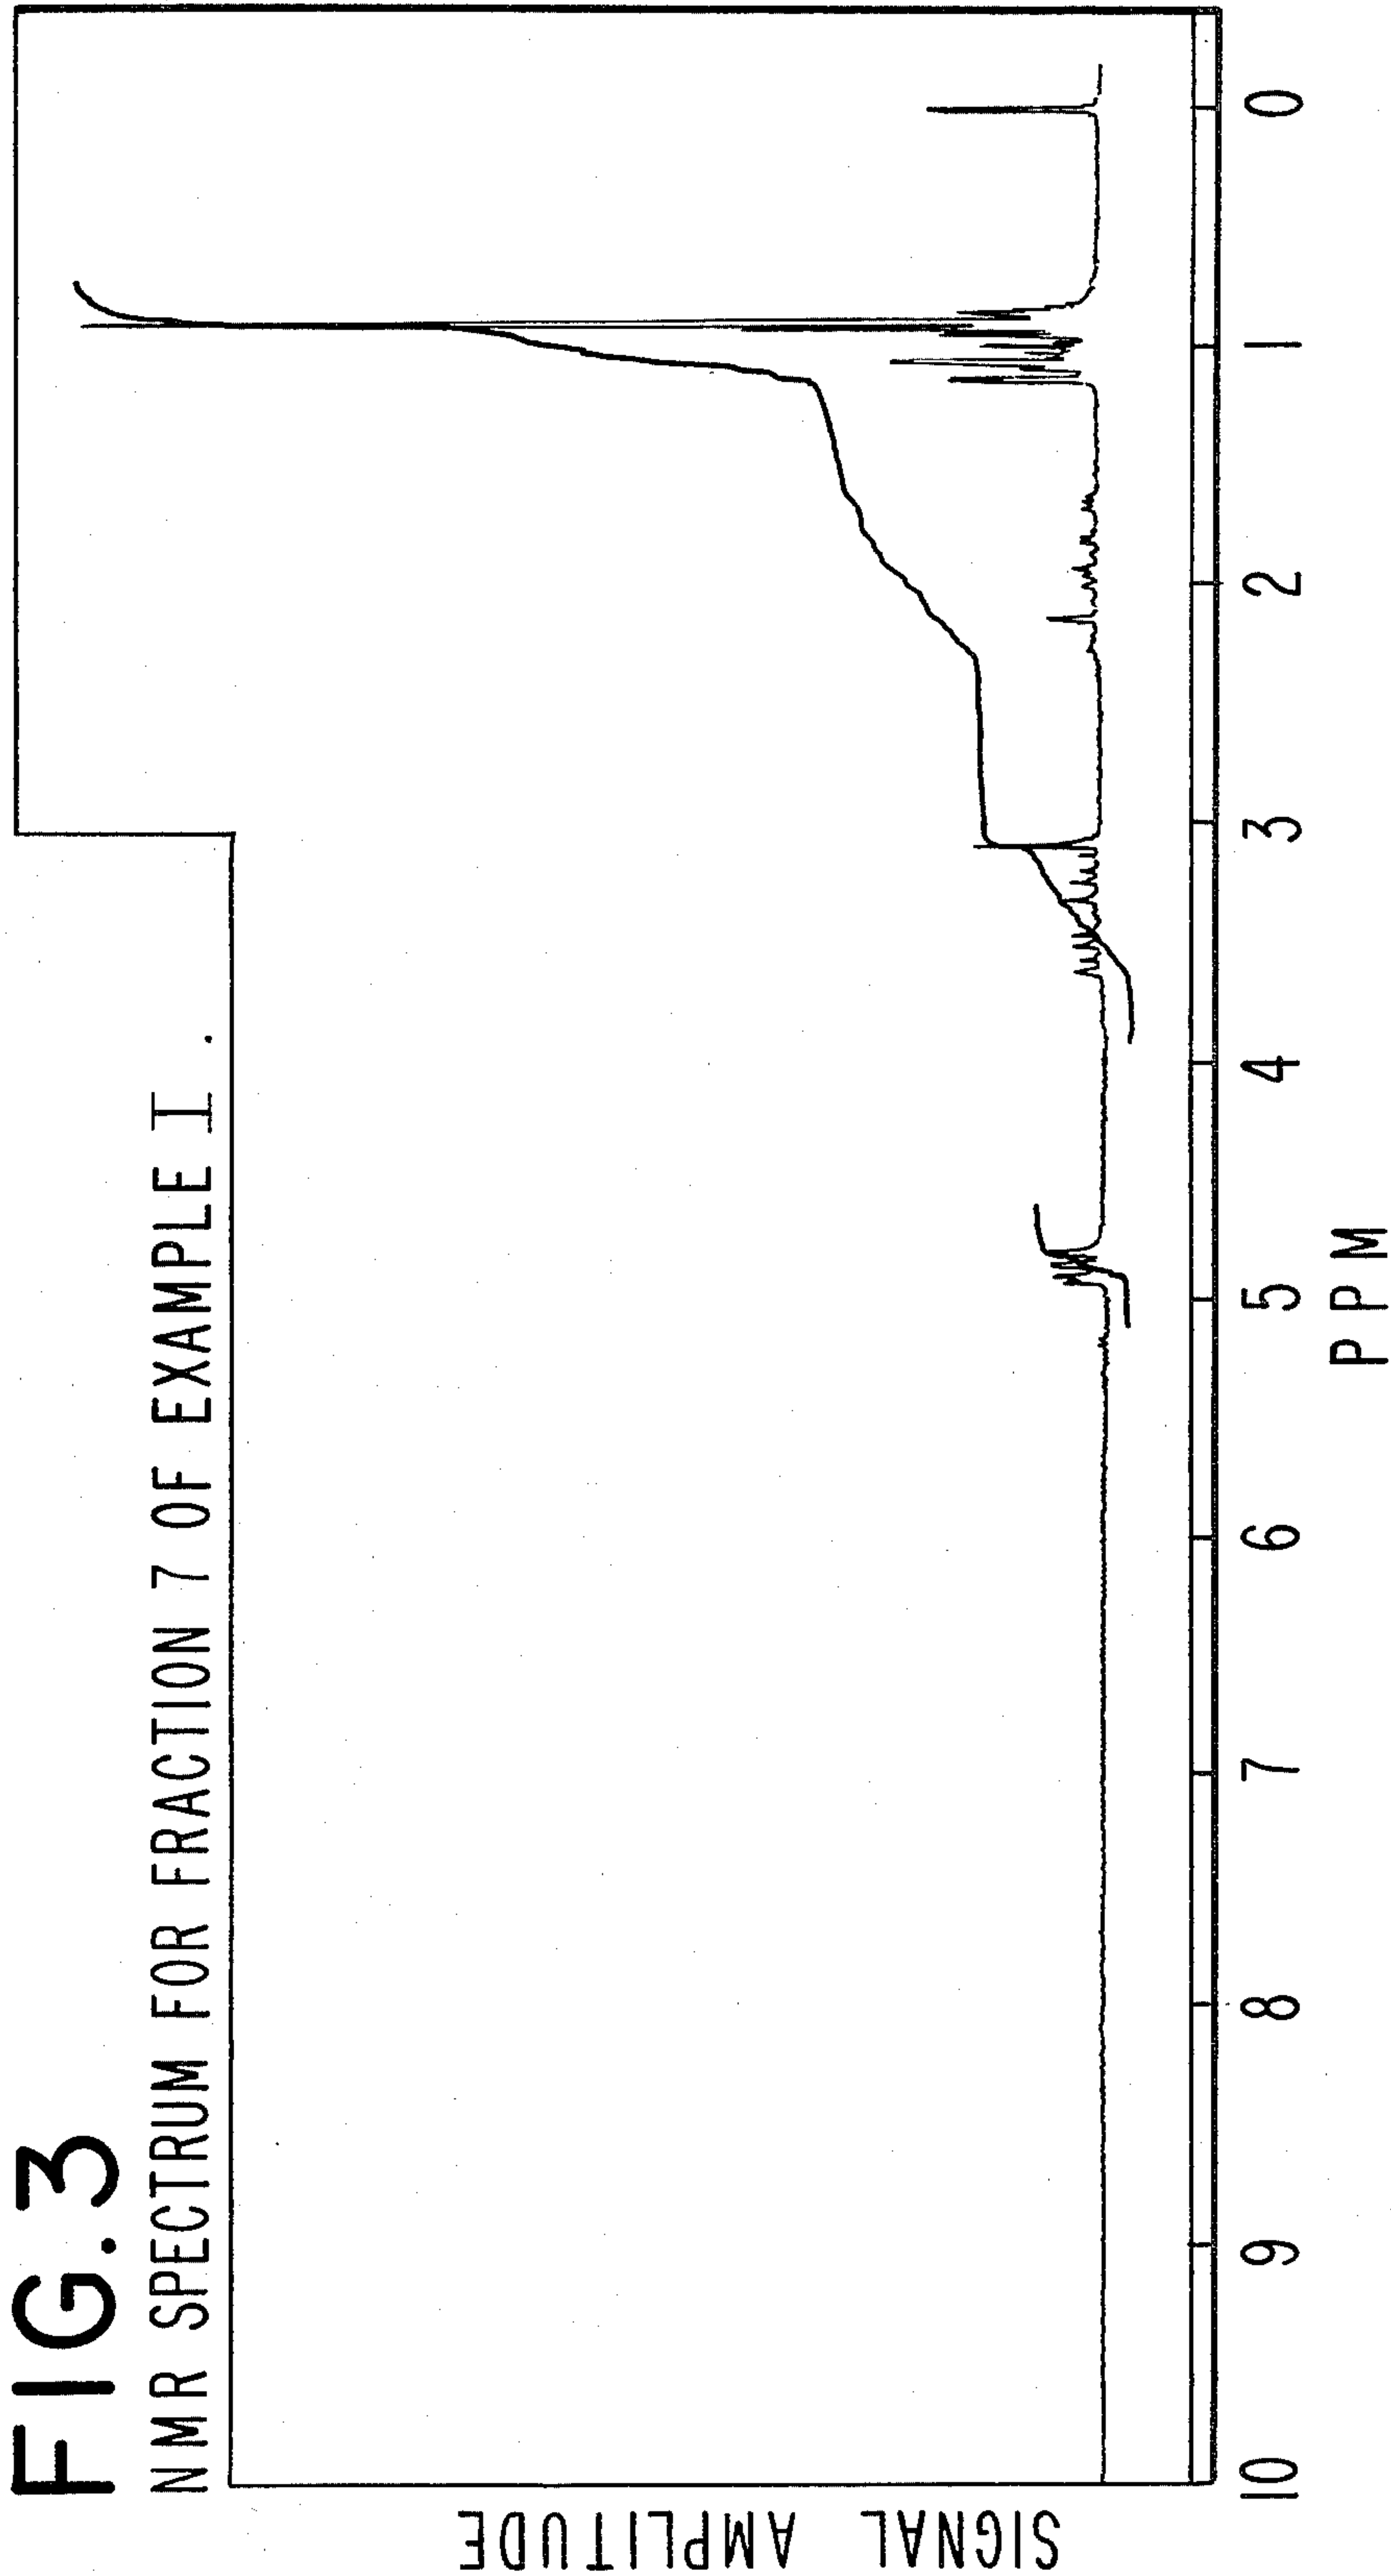 FIG.3
NMR SPECTRUM FOR FRACTION 7 OF EXAMPLE I.
SIGNAL AMPLITUDE
10 9 8 7 6 5 4 3 2 1 0
PPM